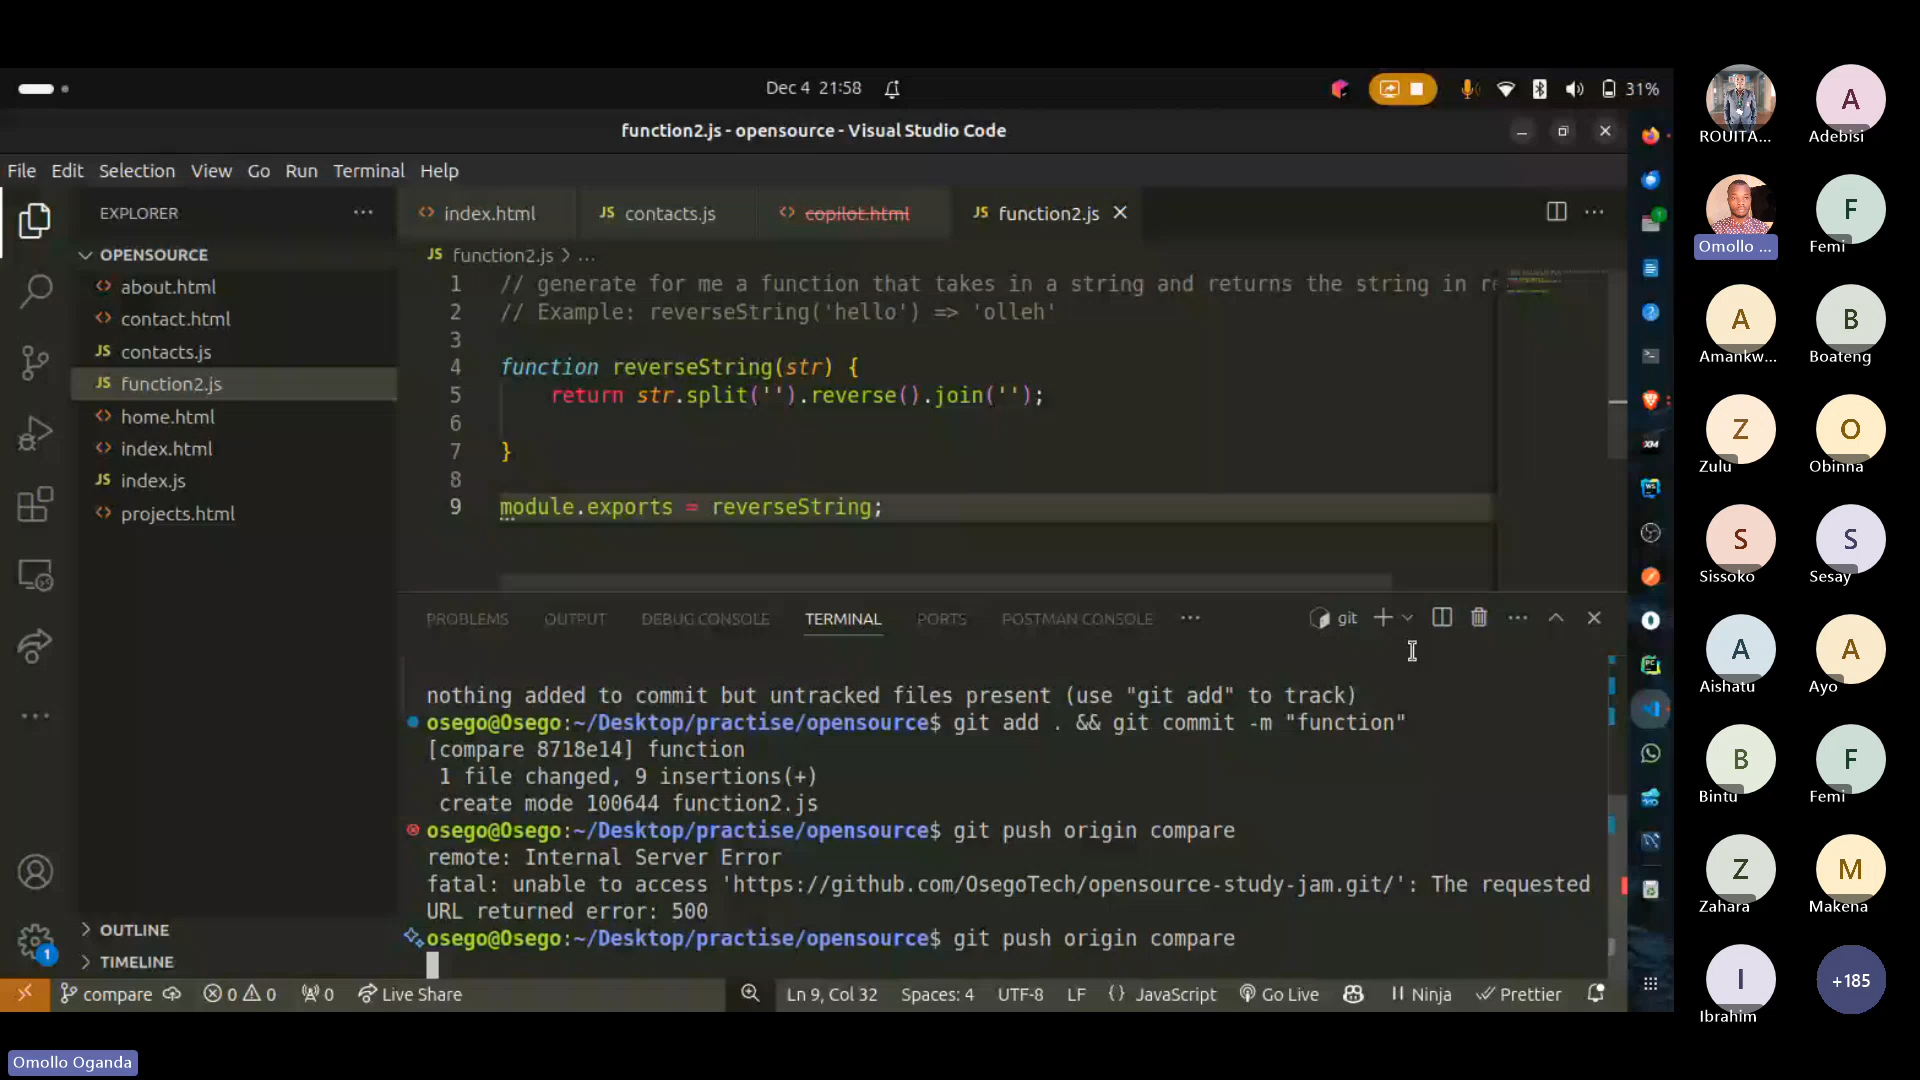 Dec 4 21:58
31%
function2.js - opensource - Visual Studio Code
File Edit Selection View Go Run Terminal Help
EXPLORER
OPENSOURCE
about.html
contact.html
JS contacts.js
JS function2.js
home.html
index.html
JS index.js
projects.html
OUTLINE
TIMELINE
index.html
JS contacts.js
copilot.html
JS function2.js
JS function2.js > ...
1 // generate for me a function that takes in a string and returns the string in
2 // Example: reverseString('hello') => 'olleh'
3
4 function reverseString(str) {
5 return str.split('').reverse().join('');
6
7 }
8
9 module.exports = reverseString;
PROBLEMS OUTPUT DEBUG CONSOLE TERMINAL PORTS POSTMAN CONSOLE
git
nothing added to commit but untracked files present (use "git add" to track)
osego@Osego:~/Desktop/practise/opensource$ git add . && git commit -m "function"
[compare 8718e14] function
1 file changed, 9 insertions(+)
create mode 100644 function2.js
osego@Osego:~/Desktop/practise/opensource$ git push origin compare
remote: Internal Server Error
fatal: unable to access 'https://github.com/OsegoTech/opensource-study-jam.git/': The requested
URL returned error: 500
osego@Osego:~/Desktop/practise/opensource$ git push origin compare
1
compare 0 0 0 Live Share
Ln 9, Col 32 Spaces: 4 UTF-8 LF {} JavaScript Go Live Ninja Prettier
ROUITA...
A
Adebisi
Omollo ...
F
Femi
A
Amankw...
B
Boateng
Z
Zulu
O
Obinna
S
Sissoko
S
Sesay
A
Aishatu
A
Ayo
B
Bintu
F
Femi
Z
Zahara
M
Makena
I
Ibrahim
+185
Omollo Oganda